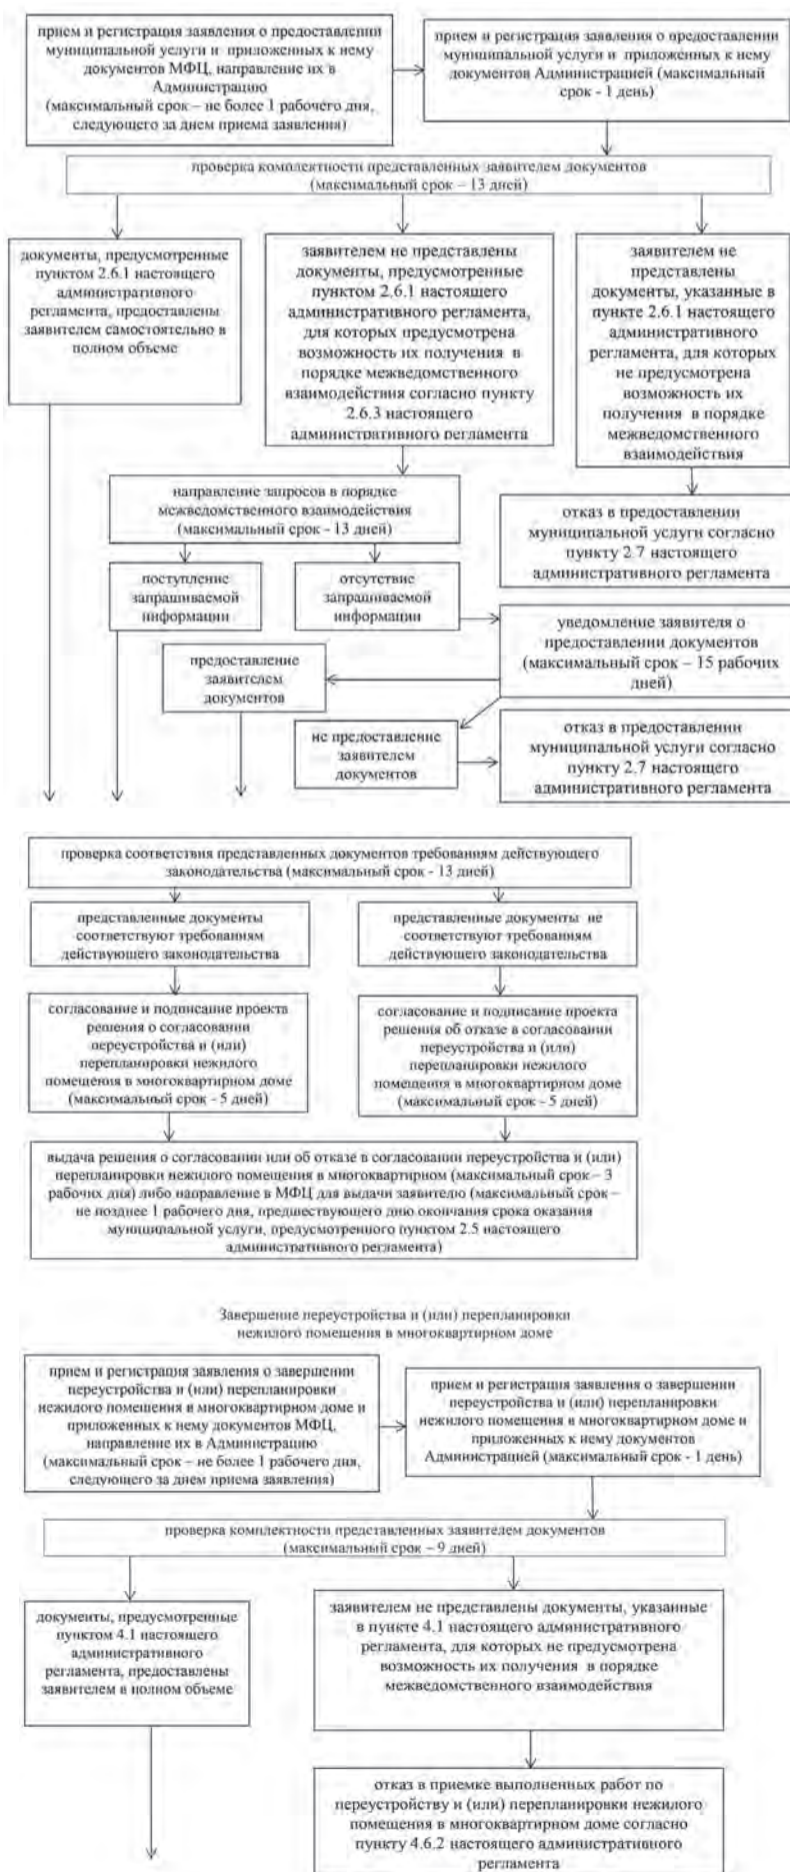 прием и регистрация заявления о предоставлении
муниципальной услуги и приложенных к нему
документов МФЦ, направление их в
Администрацию
(максимальный срок – не более 1 рабочего дня,
следующего за днем приема заявления)
прием и регистрация заявления о предоставлении
муниципальной услуги и приложенных к нему
документов Администрацией (максимальный
срок - 1 день)
проверка комплектности представленных заявителем документов
(максимальный срок – 13 дней)
документы, предусмотренные
пунктом 2.6.1 настоящего
административного
регламента, предоставлены
заявителем самостоятельно в
полном объеме
заявителем не представлены
документы, предусмотренные
пунктом 2.6.1 настоящего
административного регламента,
для которых предусмотрена
возможность их получения в
порядке межведомственного
взаимодействия согласно пункту
2.6.3 настоящего
административного регламента
заявителем не
представлены
документы, указанные в
пункте 2.6.1 настоящего
административного
регламента, для которых
не предусмотрена
возможность их
получения в порядке
межведомственного
взаимодействия
направление запросов в порядке
межведомственного взаимодействия
(максимальный срок - 13 дней)
отказ в предоставлении
муниципальной услуги согласно
пункту 2.7 настоящего
административного регламента
поступление
запрашиваемой
информации
отсутствие
запрашиваемой
информации
уведомление заявителя о
предоставлении документов
(максимальный срок – 15 рабочих
дней)
предоставление
заявителем
документов
не предоставление
заявителем
документов
отказ в предоставлении
муниципальной услуги согласно
пункту 2.7 настоящего
административного регламента
проверка соответствия представленных документов требованиям действующего
законодательства (максимальный срок - 13 дней)
представленные документы
соответствуют требованиям
действующего законодательства
представленные документы не
соответствуют требованиям
действующего законодательства
согласование и подписание проекта
решения о согласовании
переустройства и (или)
перепланировки нежилого
помещения в многоквартирном доме
(максимальный срок - 5 дней)
согласование и подписание проекта
решения об отказе в согласовании
переустройства и (или)
перепланировки нежилого
помещения в многоквартирном доме
(максимальный срок - 5 дней)
выдача решения о согласовании или об отказе в согласовании переустройства и (или)
перепланировки нежилого помещения в многоквартирном (максимальный срок – 3
рабочих дня) либо направление в МФЦ для выдачи заявителю (максимальный срок –
не позднее 1 рабочего дня, предшествующего дню окончания срока оказания
муниципальной услуги, предусмотренного пунктом 2.5 настоящего
административного регламента)
Завершение переустройства и (или) перепланировки
нежилого помещения в многоквартирном доме
прием и регистрация заявления о завершении
переустройства и (или) перепланировки
нежилого помещения в многоквартирном доме и
приложенных к нему документов МФЦ,
направление их в Администрацию
(максимальный срок – не более 1 рабочего дня,
следующего за днем приема заявления)
прием и регистрация заявления о завершении
переустройства и (или) перепланировки
нежилого помещения в многоквартирном доме и
приложенных к нему документов
Администрацией (максимальный срок - 1 день)
проверка комплектности представленных заявителем документов
(максимальный срок – 9 дней)
документы, предусмотренные
пунктом 4.1 настоящего
административного
регламента, предоставлены
заявителем в полном объеме
заявителем не представлены документы, указанные
в пункте 4.1 настоящего административного
регламента, для которых не предусмотрена
возможность их получения в порядке
межведомственного взаимодействия
отказ в приемке выполненных работ по
переустройству и (или) перепланировки нежилого
помещения в многоквартирном доме согласно
пункту 4.6.2 настоящего административного
регламента